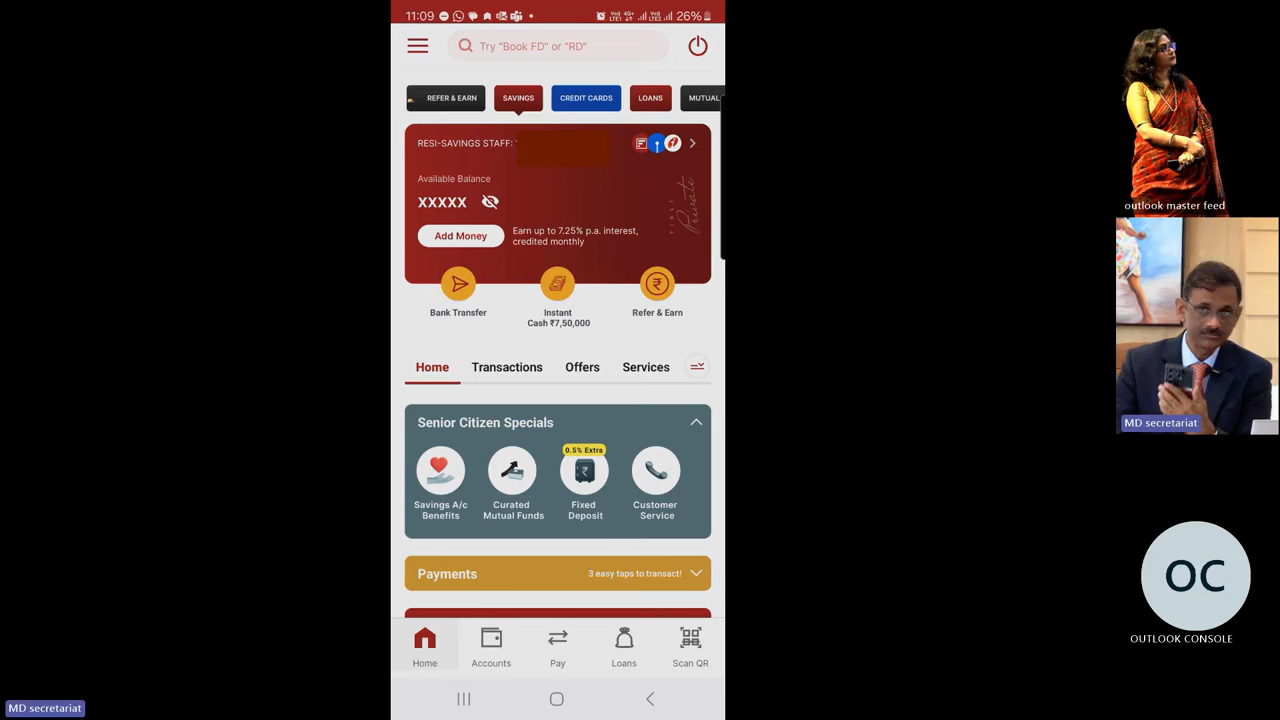 11:09
26%
Try "Book FD" or "RD"
REFER & EARN
SAVINGS
CREDIT CARDS
LOANS
MUTUAL
RESI-SAVINGS STAFF:
Available Balance
XXXXX
FIRST
Private
Add Money
Earn up to 7.25% p.a. interest,
credited monthly
Bank Transfer
Instant
Cash ₹7,50,000
Refer & Earn
Home
Transactions
Offers
Services
Senior Citizen Specials
0.5% Extra
Savings A/c
Benefits
Curated
Mutual Funds
Fixed
Deposit
Customer
Service
Payments
3 easy taps to transact!
Home
Accounts
Pay
Loans
Scan QR
MD secretariat
outlook master feed
MD secretariat
OC
OUTLOOK CONSOLE